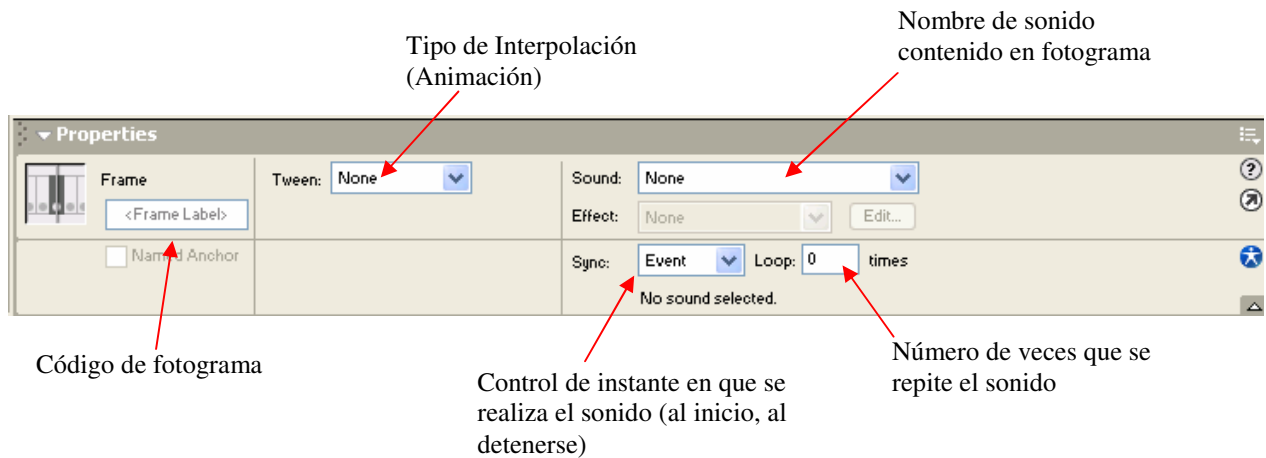 Nombre de sonido
contenido en fotograma
Tipo de Interpolación
(Animación)
Properties
Frame
Tween: None
Sound: None
<Frame Label>
Effect: None Edit...
Named Anchor
Sync: Event Loop: 0 times
No sound selected.
Código de fotograma
Control de instante en que se
realiza el sonido (al inicio, al
detenerse)
Número de veces que se
repite el sonido